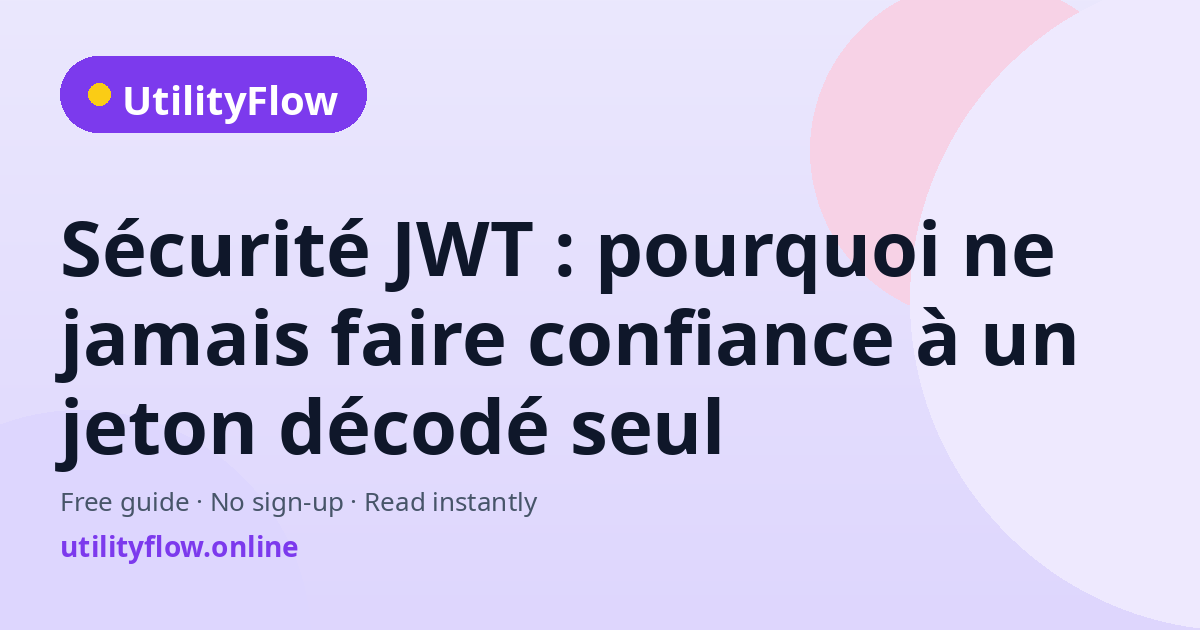 UtilityFlow
Sécurité JWT : pourquoi ne
jamais faire confiance à un
jeton décodé seul
Free guide · No sign-up · Read instantly
utilityflow.online